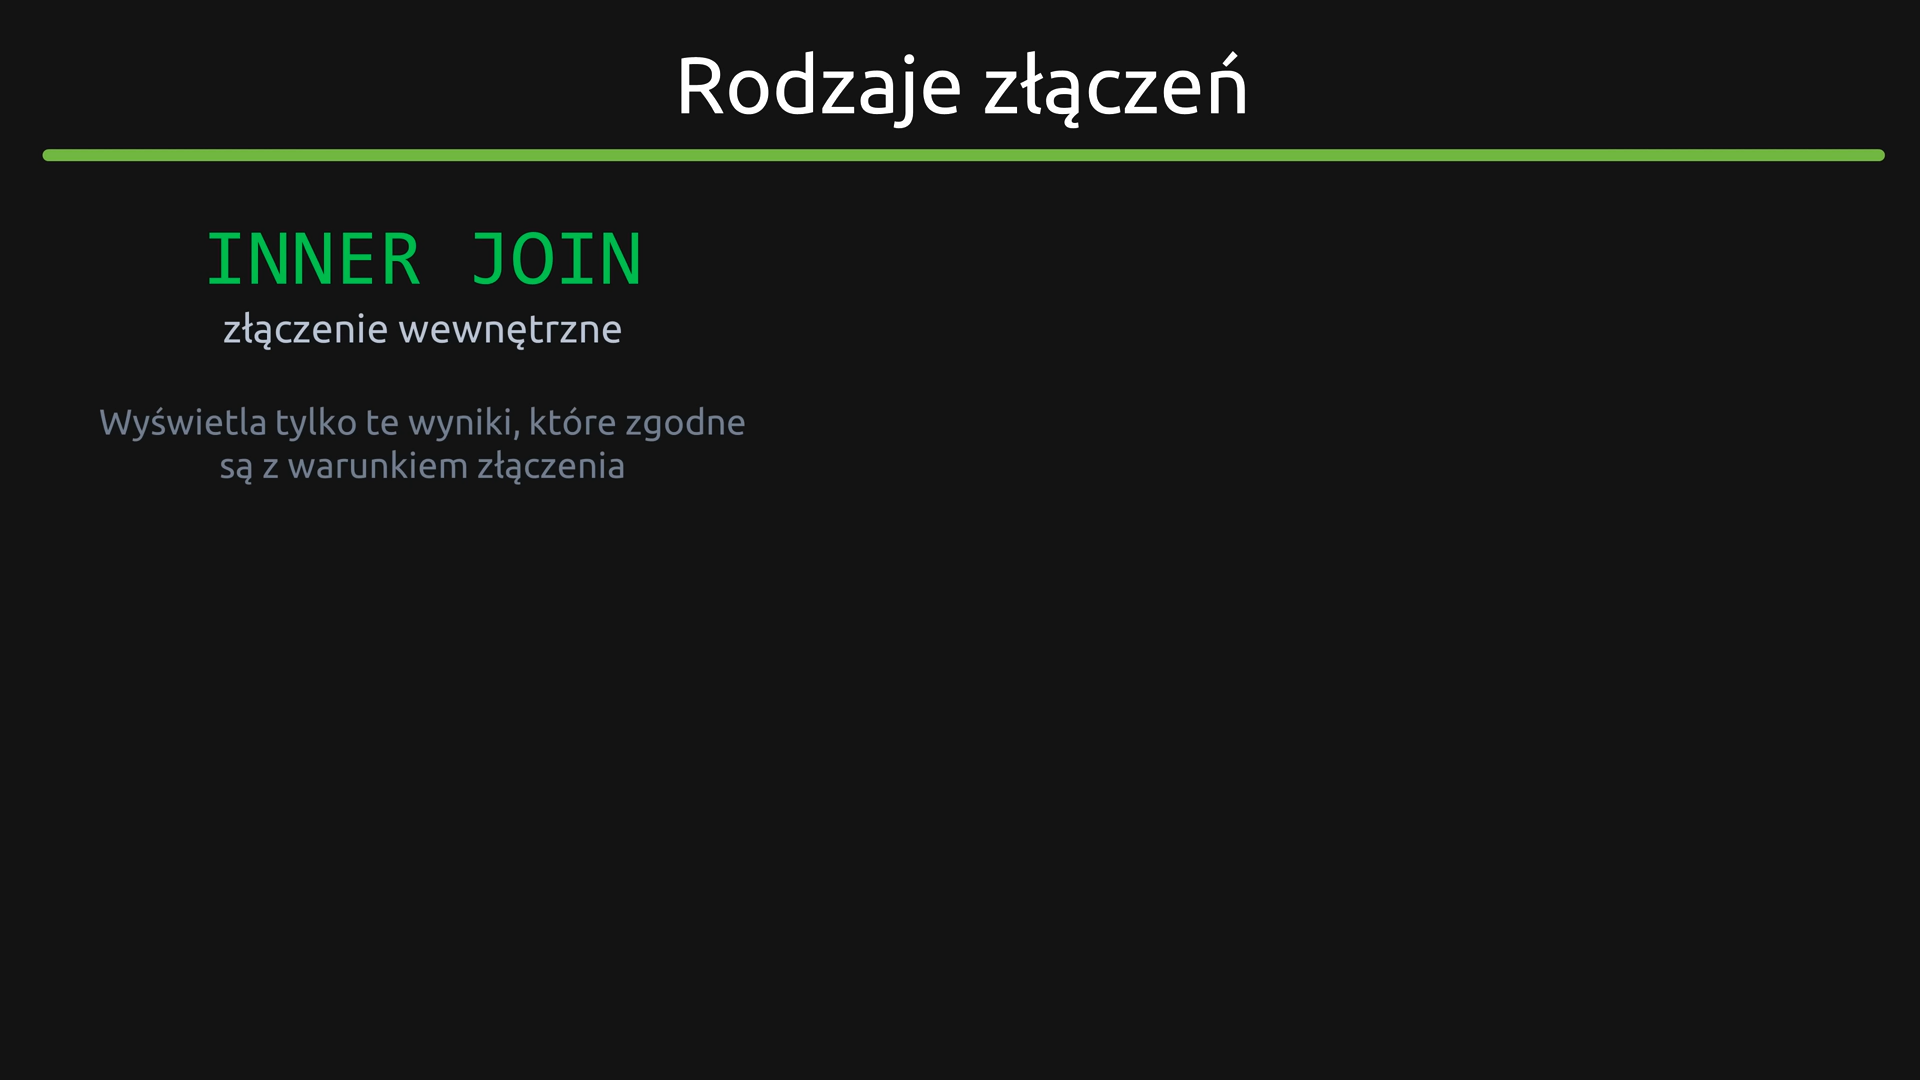 Rodzaje złączeń
INNER JOIN
złączenie wewnętrzne
Wyświetla tylko te wyniki, które zgodne
są z warunkiem złączenia